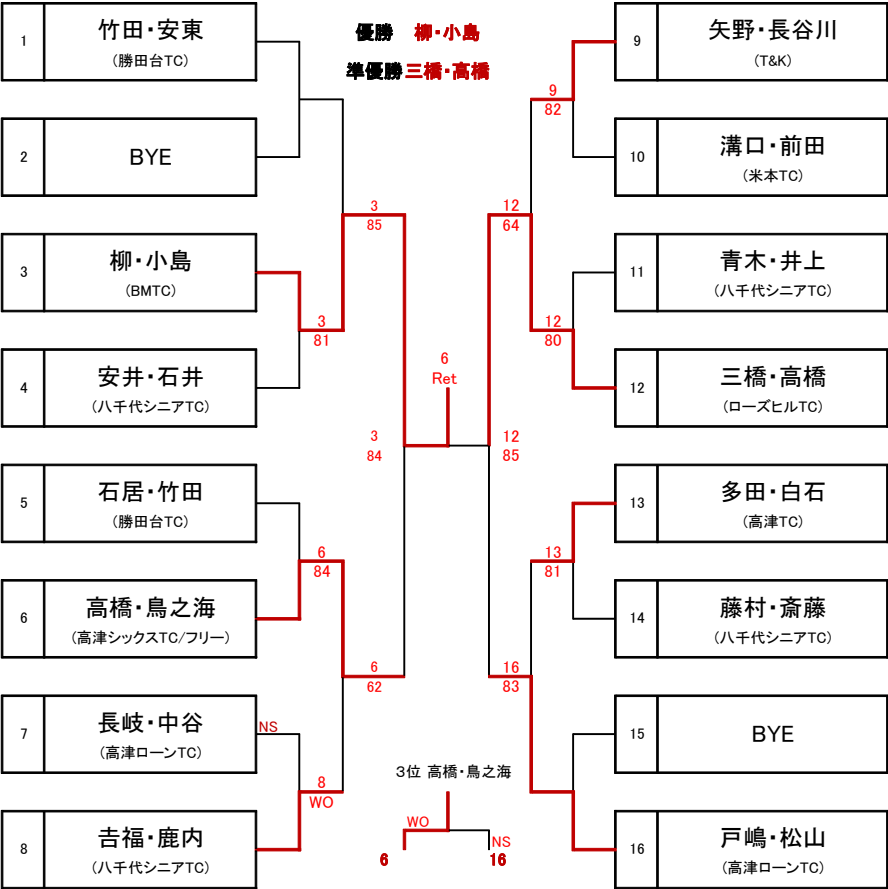 優勝 柳・小島
準優勝 三橋・高橋
1 竹田・安東
(勝田台TC)
2 BYE
3 柳・小島
(BMTC)
4 安井・石井
(八千代シニアTC)
5 石居・竹田
(勝田台TC)
6 高橋・鳥之海
(高津シックスTC/フリー)
7 長岐・中谷
(高津ローンTC)
NS
8 吉福・鹿内
(八千代シニアTC)
3
85
3
81
6
84
6
62
8
WO
3
84
6
Ret
12
85
9
82
12
64
12
80
13
81
16
83
9 矢野・長谷川
(T&K)
10 溝口・前田
(米本TC)
11 青木・井上
(八千代シニアTC)
12 三橋・高橋
(ローズヒルTC)
13 多田・白石
(高津TC)
14 藤村・斎藤
(八千代シニアTC)
15 BYE
16 戸嶋・松山
(高津ローンTC)
3位 高橋・鳥之海
WO
NS
6
16